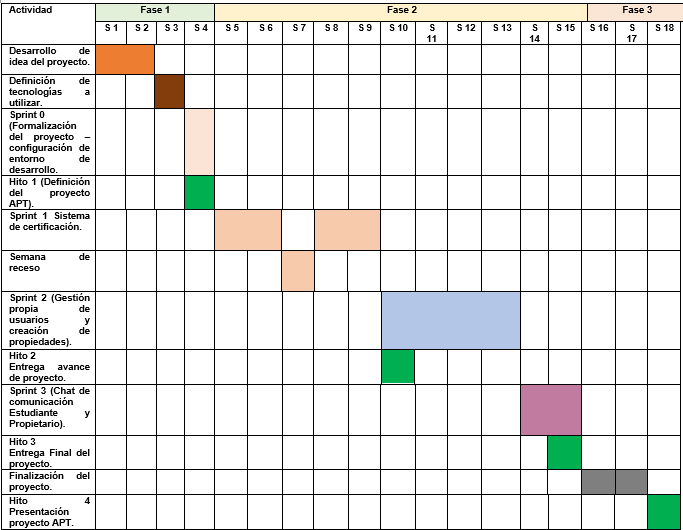 Actividad
Fase 1
Fase 2
Fase 3
S 1
S 2
S 3
S 4
S 5
S 6
S 7
S 8
S 9
S 10
S
11
S 12
S 13
S
14
S 15
S 16
S
17
S 18
Desarrollo de
idea del proyecto.
Definición de
tecnologías a
utilizar.
Sprint 0
(Formalización
del proyecto –
configuración de
entorno de
desarrollo.
Hito 1 (Definición
del proyecto
APT).
Sprint 1 Sistema
de certificación.
Semana de
receso
Sprint 2 (Gestión
propia de
usuarios y
creación de
propiedades).
Hito 2
Entrega avance
de proyecto.
Sprint 3 (Chat de
comunicación
Estudiante y
Propietario).
Hito 3
Entrega Final del
proyecto.
Finalización del
proyecto.
Hito 4
Presentación
proyecto APT.